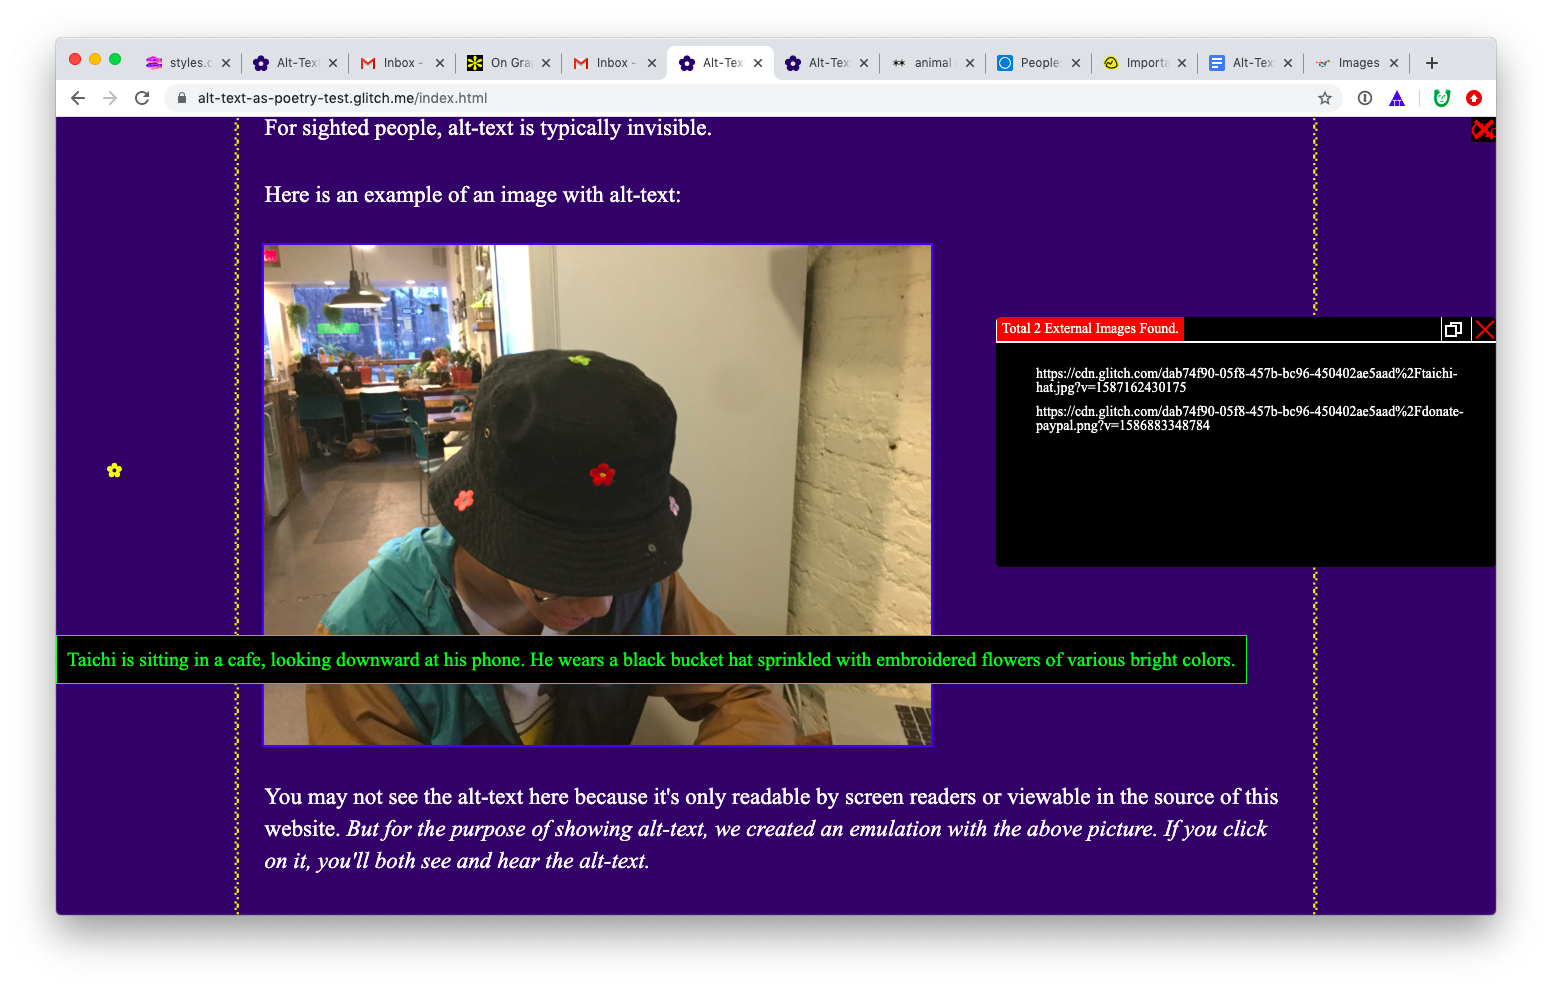 styles.c
Alt-Tex
Inbox -
On Gra
Inbox -
Alt-Te
Alt-Te
animal
People:
Importa
Alt-Tex
Images
alt-text-as-poetry-test.glitch.me/index.html
For sighted people, alt-text is typically invisible.
Here is an example of an image with alt-text:
Total 2 External Images Found.
https://cdn.glitch.com/dab74f90-05f8-457b-bc96-450402ae5aad%2Ftaichi-
hat.jpg?v=1587162430175
https://cdn.glitch.com/dab74f90-05f8-457b-bc96-450402ae5aad%2Fdonate-
paypal.png?v=1586883348784
Taichi is sitting in a cafe, looking downward at his phone. He wears a black bucket hat sprinkled with embroidered flowers of various bright colors.
You may not see the alt-text here because it's only readable by screen readers or viewable in the source of this
website. But for the purpose of showing alt-text, we created an emulation with the above picture. If you click
on it, you'll both see and hear the alt-text.